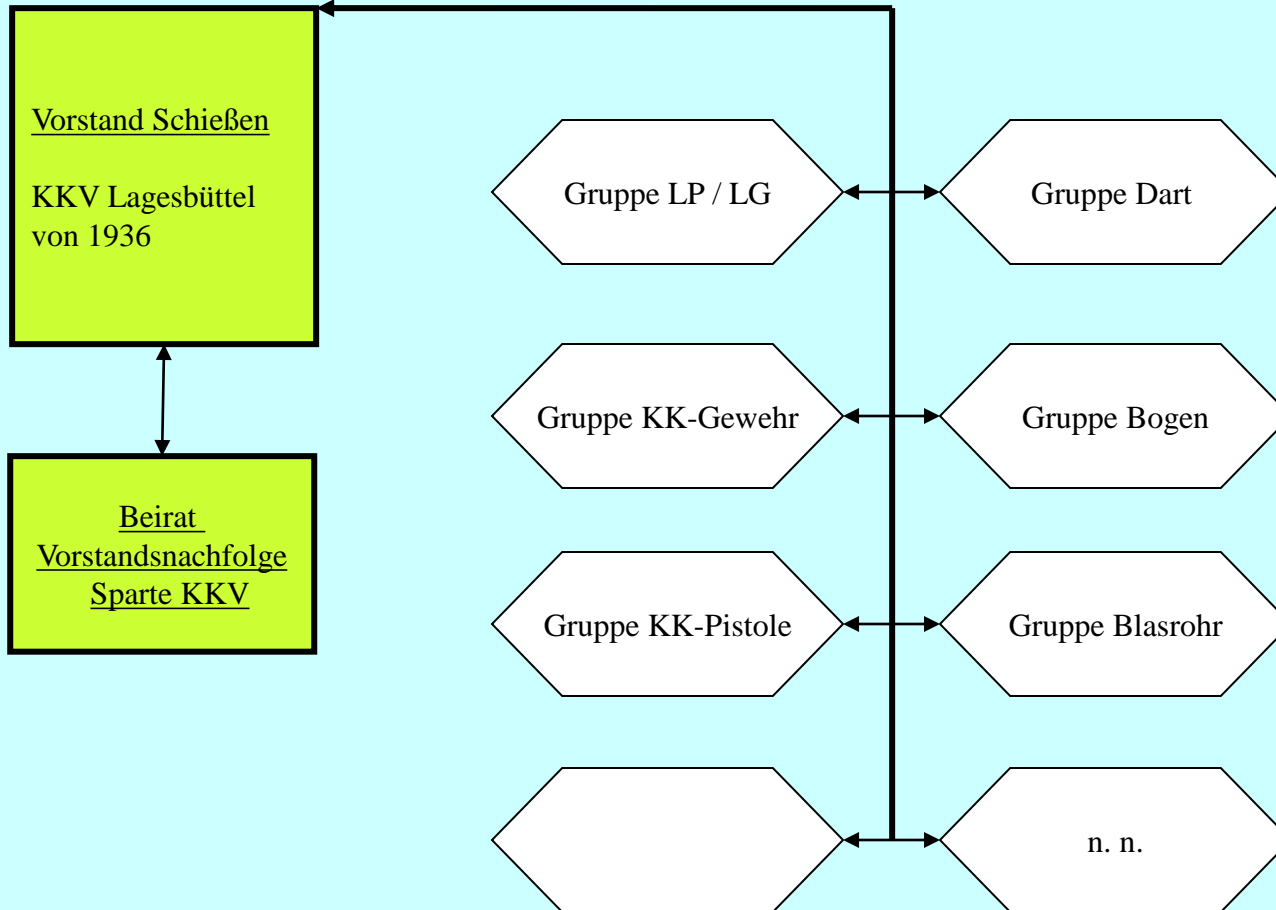 Vorstand Schießen
KKV Lagesbüttel
von 1936
Beirat
Vorstandsnachfolge
Sparte KKV
Gruppe LP / LG
Gruppe Dart
Gruppe KK-Gewehr
Gruppe Bogen
Gruppe KK-Pistole
Gruppe Blasrohr
n. n.